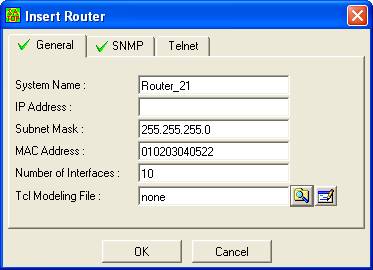 Insert Router
General
SNMP
Telnet
System Name : Router_21
IP Address :
Subnet Mask : 255.255.255.0
MAC Address : 010203040522
Number of Interfaces : 10
Tcl Modeling File : none
OK
Cancel